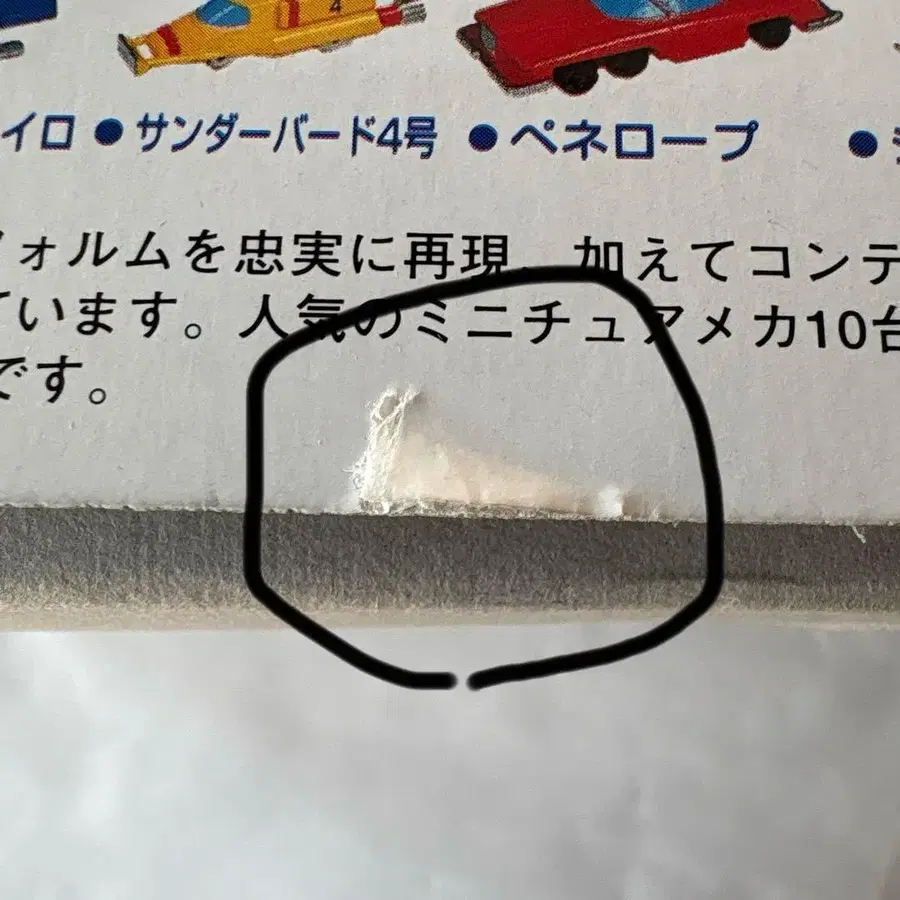 4
イロ ●サンダーバード4号 ●ペネロープ ●
フォルムを忠実に再現。加えてコンテ
ています。人気のミニチュアメカ10台
です。